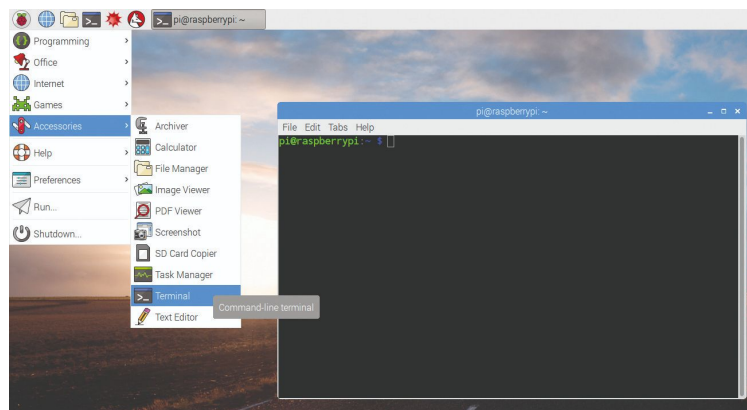 pi@raspberrypi: ~
Programming
Office
Internet
Games
Accessories
Help
Preferences
Run...
Shutdown...
Archiver
Calculator
File Manager
Image Viewer
PDF Viewer
Screenshot
SD Card Copier
Task Manager
Terminal
Text Editor
Command-line terminal
pi@raspberrypi: ~
File Edit Tabs Help
pi@raspberrypi:~ $